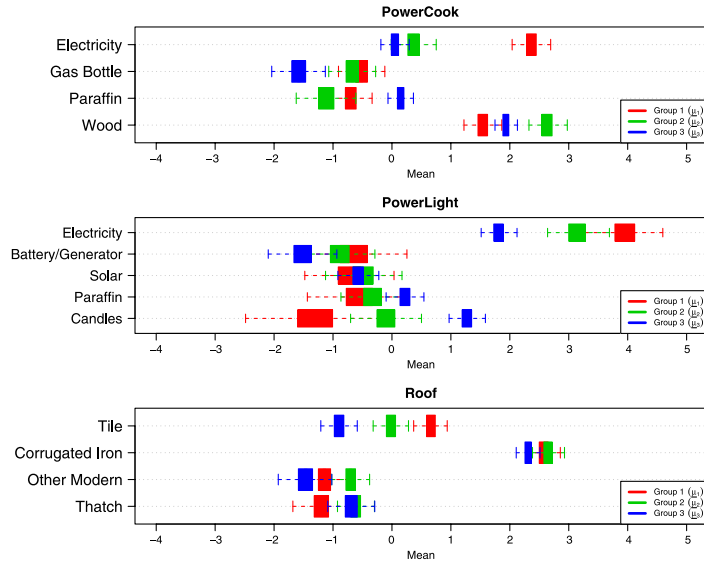 PowerCook
Electricity
Gas Bottle
Paraffin
Wood
Group 1 (μ₁)
Group 2 (μ₂)
Group 3 (μ₃)
−4 −3 −2 −1 0 1 2 3 4 5
Mean
PowerLight
Electricity
Battery/Generator
Solar
Paraffin
Candles
Group 1 (μ₁)
Group 2 (μ₂)
Group 3 (μ₃)
−4 −3 −2 −1 0 1 2 3 4 5
Mean
Roof
Tile
Corrugated Iron
Other Modern
Thatch
Group 1 (μ₁)
Group 2 (μ₂)
Group 3 (μ₃)
−4 −3 −2 −1 0 1 2 3 4 5
Mean